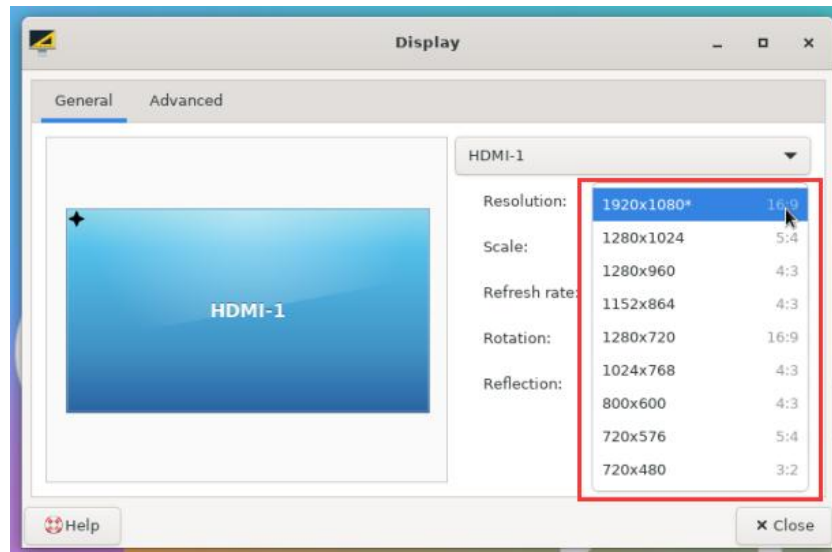 Display
General Advanced
HDMI-1
HDMI-1
Resolution:
Scale:
Refresh rate:
Rotation:
Reflection:
1920x1080* 16:9
1280x1024 5:4
1280x960 4:3
1152x864 4:3
1280x720 16:9
1024x768 4:3
800x600 4:3
720x576 5:4
720x480 3:2
Help
Close